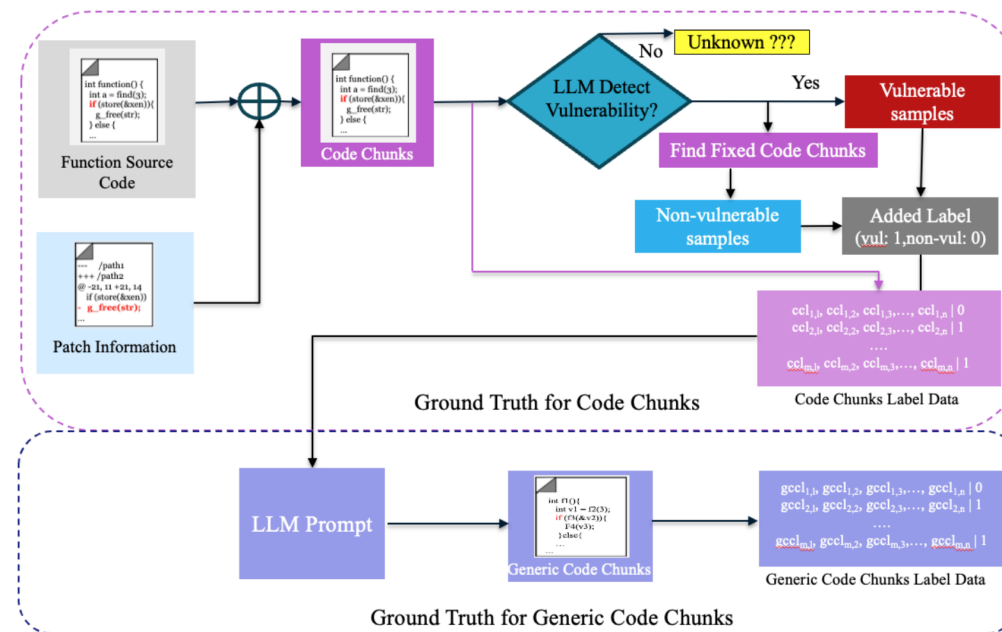 int function() {
int a = find(3);
if (store(&xen)){
g_free(str);
} else {
...
Function Source
Code
int function() {
int a = find(3);
if (store(&xen)){
g_free(str);
} else {
...
Code Chunks
LLM Detect
Vulnerability?
No
Unknown ???
Yes
Vulnerable
samples
Find Fixed Code Chunks
Non-vulnerable
samples
Added Label
(vul: 1,non-vul: 0)
--- /path1
+++ /path2
@ -21, 11 +21, 14
if (store(&xen))
- g_free(str);
...
Patch Information
ccl1,1, ccl1,2, ccl1,3,..., ccl1,n | 0
ccl2,1, ccl2,2, ccl2,3,..., ccl2,n | 1
....
cclm,1, cclm,2, cclm,3,..., cclm,n | 1
Code Chunks Label Data
Ground Truth for Code Chunks
LLM Prompt
int f1(){
int v1 = f2(3);
if (f3(&v2)){
F4(v3);
}else{
...
...
Generic Code Chunks
gccl1,1, gccl1,2, gccl1,3,..., gccl1,n | 0
gccl2,1, gccl2,2, gccl2,3,..., gccl2,n | 1
....
gcclm,1, gcclm,2, gcclm,3,..., gcclm,n | 1
Generic Code Chunks Label Data
Ground Truth for Generic Code Chunks